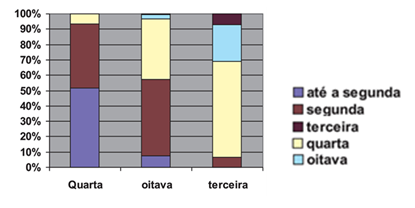 100%
90%
80%
70%
60%
50%
40%
30%
20%
10%
0%
Quarta oitava terceira
até a segunda
segunda
terceira
quarta
oitava